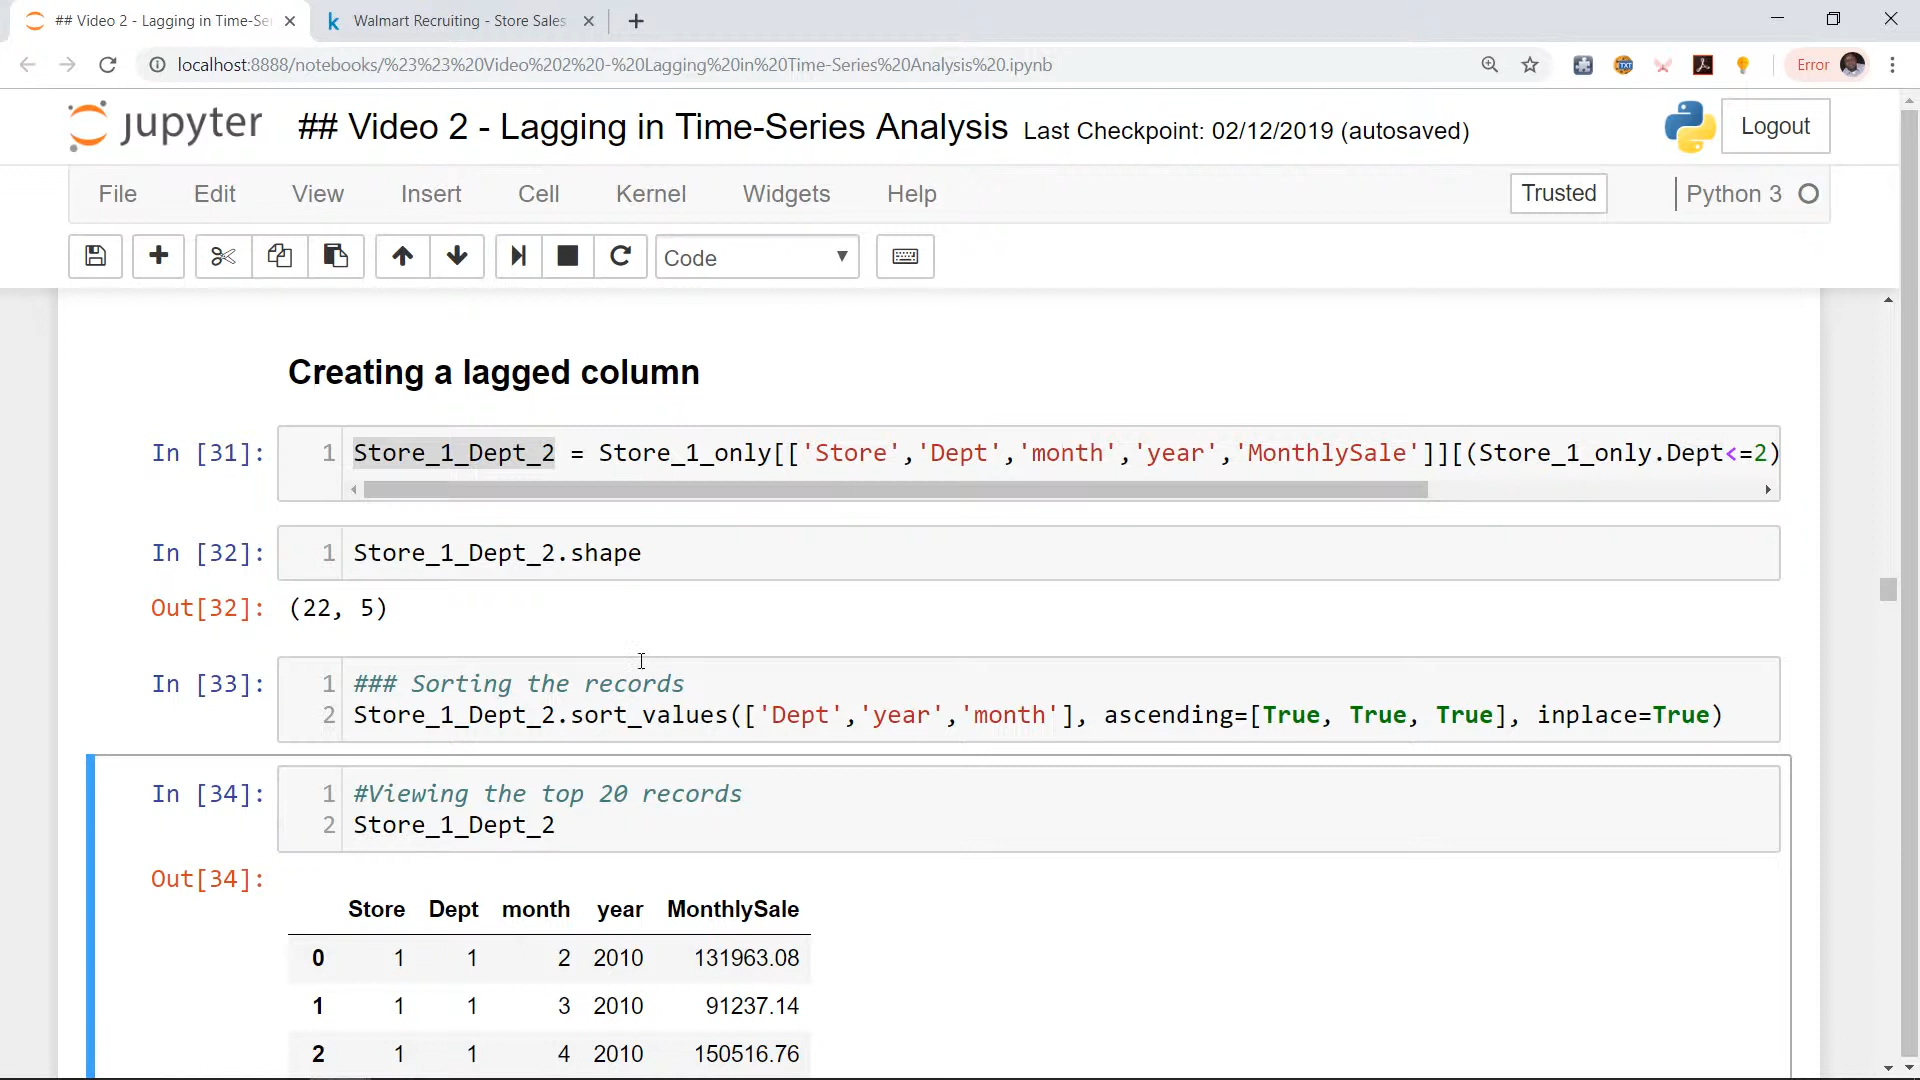 ## Video 2 - Lagging in Time-Se
Walmart Recruiting - Store Sales
localhost:8888/notebooks/%23%23%20Video%202%20-%20Lagging%20in%20Time-Series%20Analysis%20.ipynb
Error
jupyter ## Video 2 - Lagging in Time-Series Analysis Last Checkpoint: 02/12/2019 (autosaved) Logout
File Edit View Insert Cell Kernel Widgets Help Trusted Python 3
Code
Creating a lagged column
In [31]: 1 Store_1_Dept_2 = Store_1_only[['Store','Dept','month','year','MonthlySale']][(Store_1_only.Dept<=2)
In [32]: 1 Store_1_Dept_2.shape
Out[32]: (22, 5)
In [33]: 1 ### Sorting the records
2 Store_1_Dept_2.sort_values(['Dept','year','month'], ascending=[True, True, True], inplace=True)
In [34]: 1 #Viewing the top 20 records
2 Store_1_Dept_2
Out[34]:
Store Dept month year MonthlySale
0 1 1 2 2010 131963.08
1 1 1 3 2010 91237.14
2 1 1 4 2010 150516.76